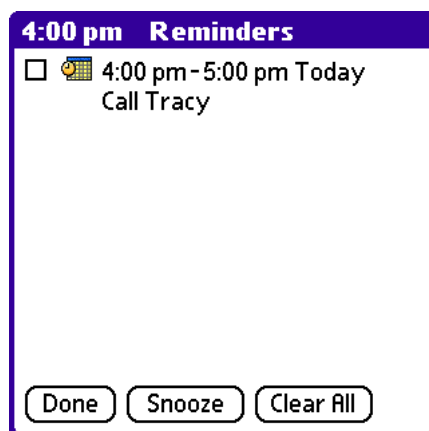 4:00 pm Reminders
4:00 pm-5:00 pm Today
Call Tracy
Done Snooze Clear All